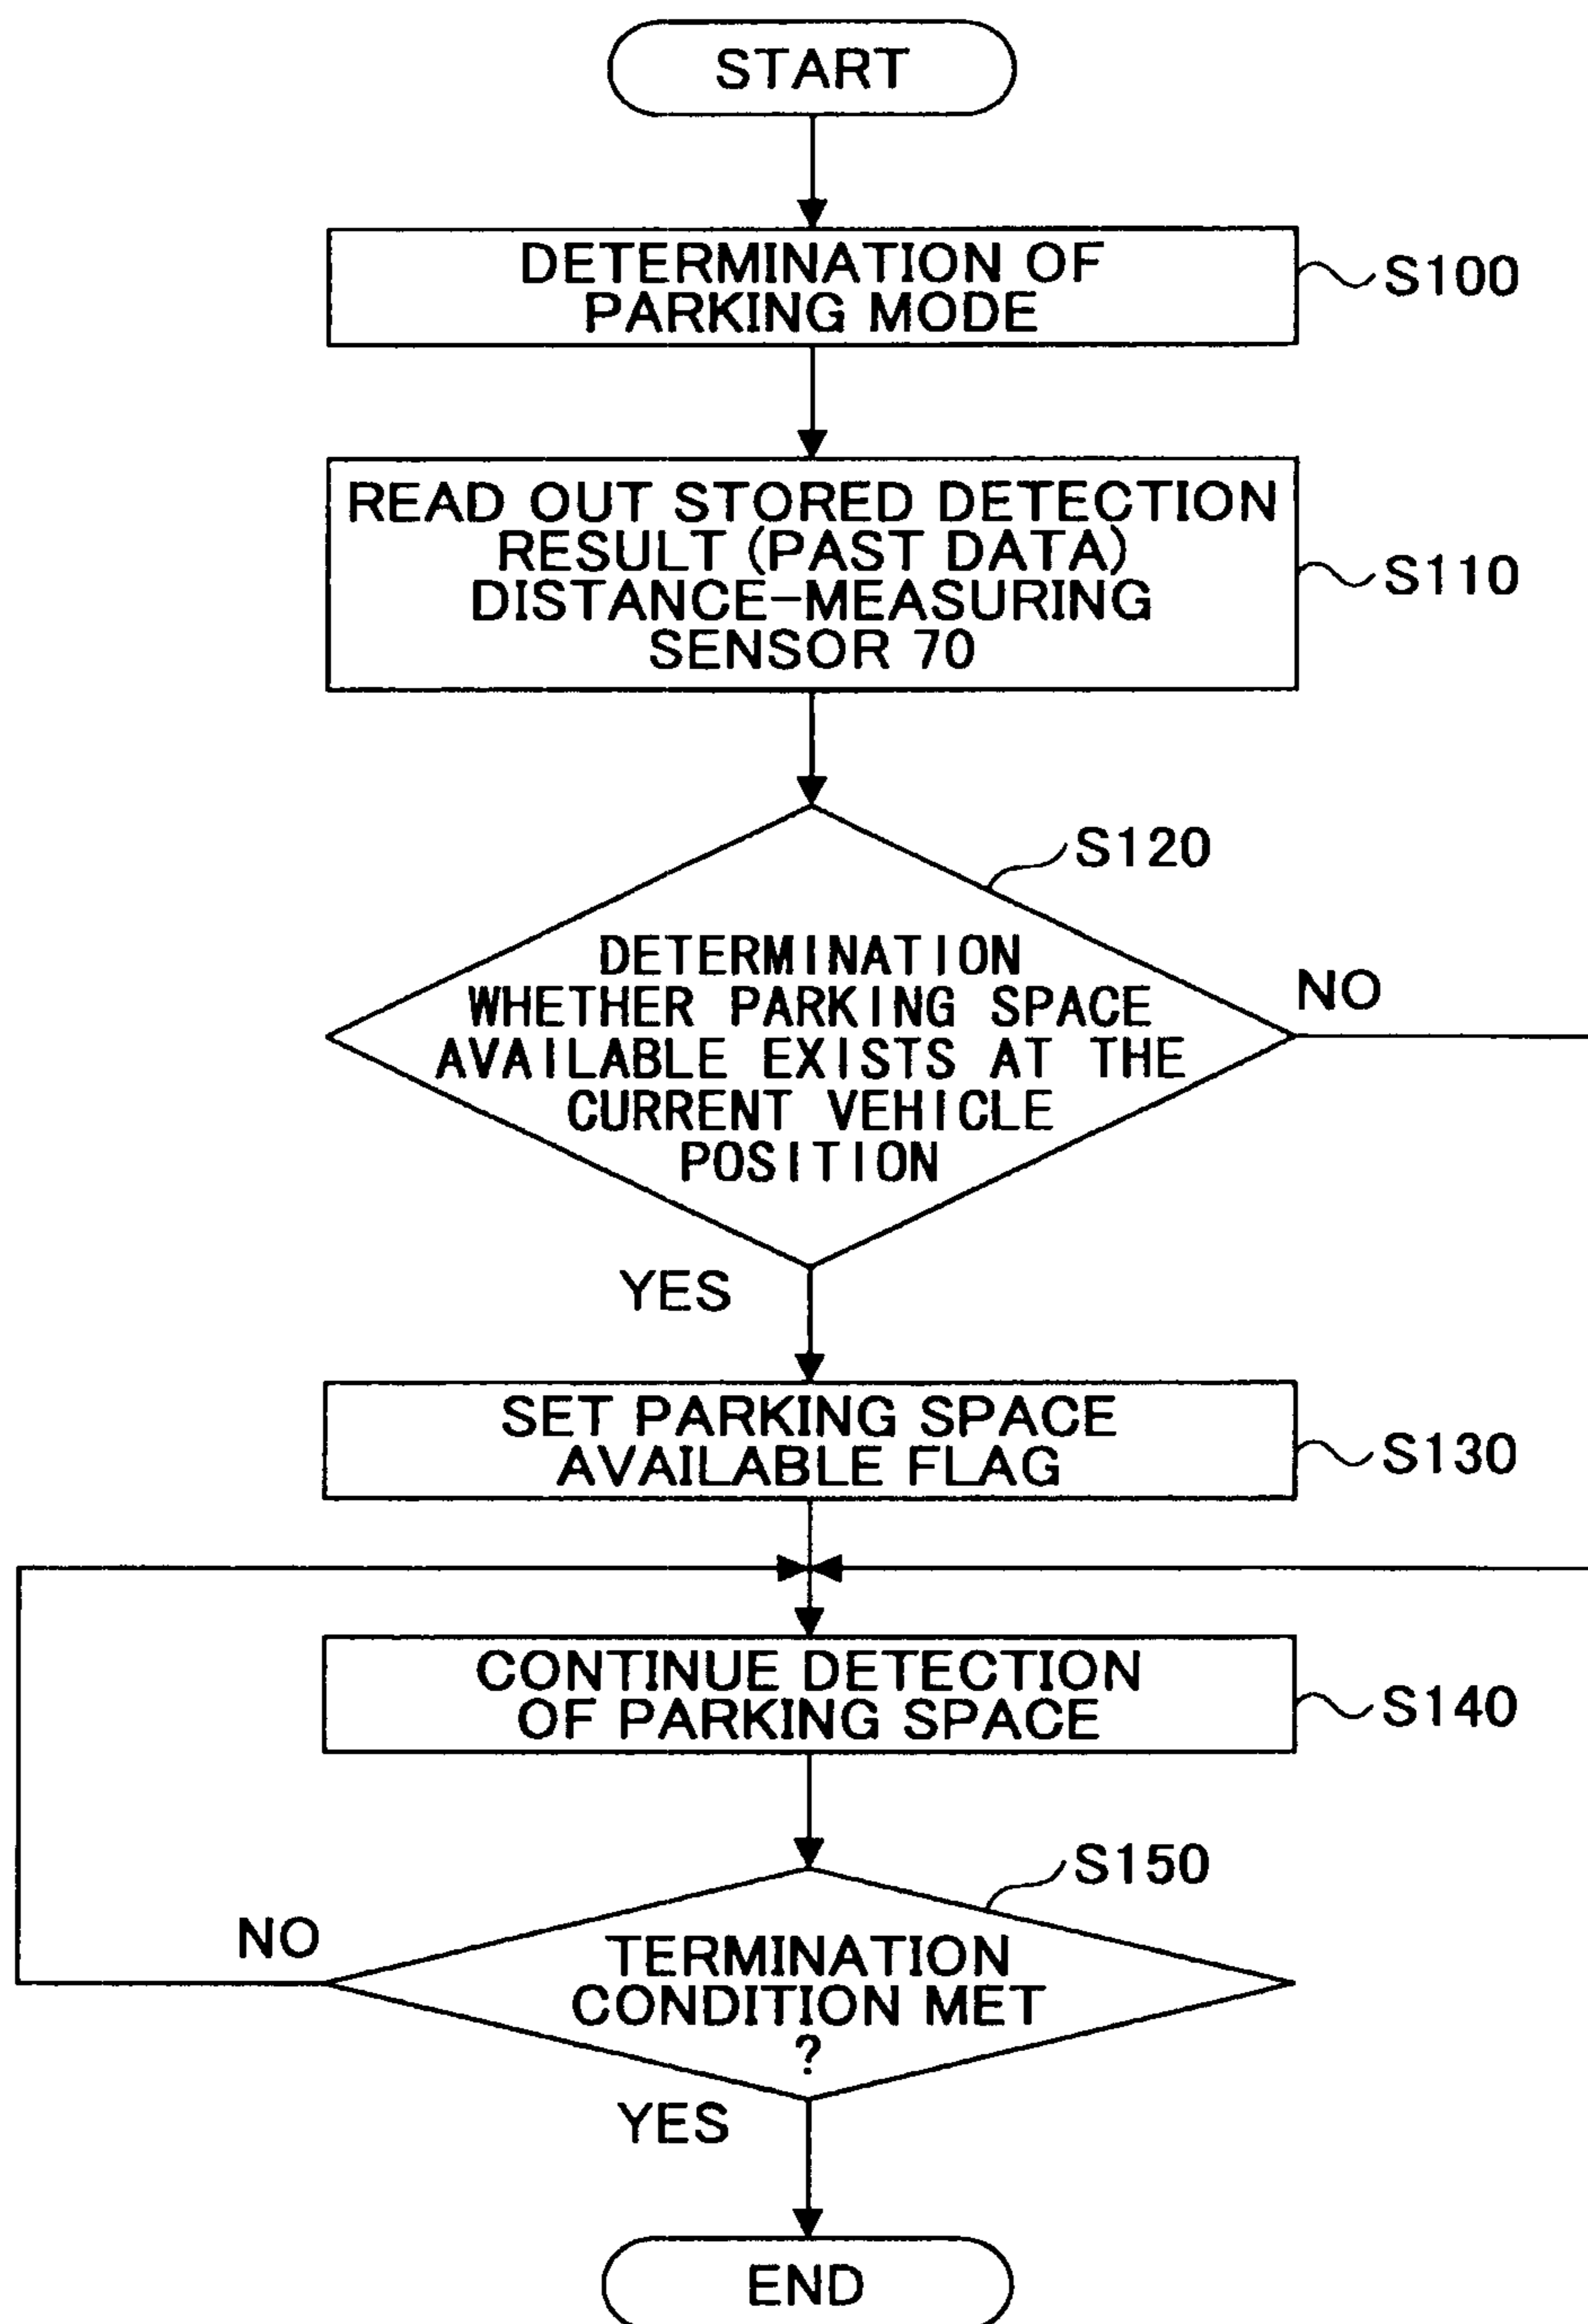 START
DETERMINATION OF
PARKING MODE
S100
READ OUT STORED DETECTION
RESULT (PAST DATA)
DISTANCE-MEASURING
SENSOR 70
S110
S120
DETERMINATION
WHETHER PARKING SPACE
AVAILABLE EXISTS AT THE
CURRENT VEHICLE
POSITION
NO
YES
SET PARKING SPACE
AVAILABLE FLAG
S130
CONTINUE DETECTION
OF PARKING SPACE
S140
S150
NO
TERMINATION
CONDITION MET
?
YES
END